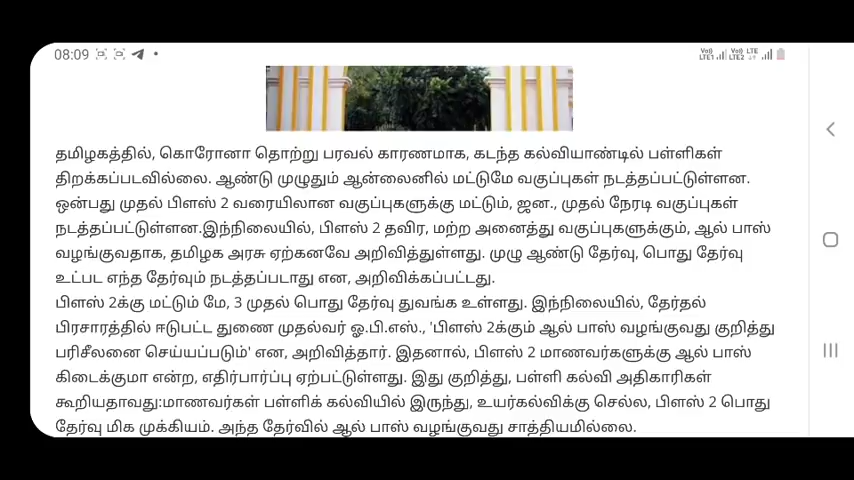 08:09
Vo) LTE1 Vo) LTE LTE2
தமிழகத்தில், கொரோனா தொற்று பரவல் காரணமாக, கடந்த கல்வியாண்டில் பள்ளிகள்
திறக்கப்படவில்லை. ஆண்டு முழுதும் ஆன்லைனில் மட்டுமே வகுப்புகள் நடத்தப்பட்டுள்ளன.
ஒன்பது முதல் பிளஸ் 2 வரையிலான வகுப்புகளுக்கு மட்டும், ஜன., முதல் நேரடி வகுப்புகள்
நடத்தப்பட்டுள்ளன.இந்நிலையில், பிளஸ் 2 தவிர, மற்ற அனைத்து வகுப்புகளுக்கும், ஆல் பாஸ்
வழங்குவதாக, தமிழக அரசு ஏற்கனவே அறிவித்துள்ளது. முழு ஆண்டு தேர்வு, பொது தேர்வு
உட்பட எந்த தேர்வும் நடத்தப்படாது என, அறிவிக்கப்பட்டது.
பிளஸ் 2க்கு மட்டும் மே, 3 முதல் பொது தேர்வு துவங்க உள்ளது. இந்நிலையில், தேர்தல்
பிரசாரத்தில் ஈடுபட்ட துணை முதல்வர் ஓ.பி.எஸ்., 'பிளஸ் 2க்கும் ஆல் பாஸ் வழங்குவது குறித்து
பரிசீலனை செய்யப்படும்' என, அறிவித்தார். இதனால், பிளஸ் 2 மாணவர்களுக்கு ஆல் பாஸ்
கிடைக்குமா என்ற, எதிர்பார்ப்பு ஏற்பட்டுள்ளது. இது குறித்து, பள்ளி கல்வி அதிகாரிகள்
கூறியதாவது:மாணவர்கள் பள்ளிக் கல்வியில் இருந்து, உயர்கல்விக்கு செல்ல, பிளஸ் 2 பொது
தேர்வு மிக முக்கியம். அந்த தேர்வில் ஆல் பாஸ் வழங்குவது சாத்தியமில்லை.